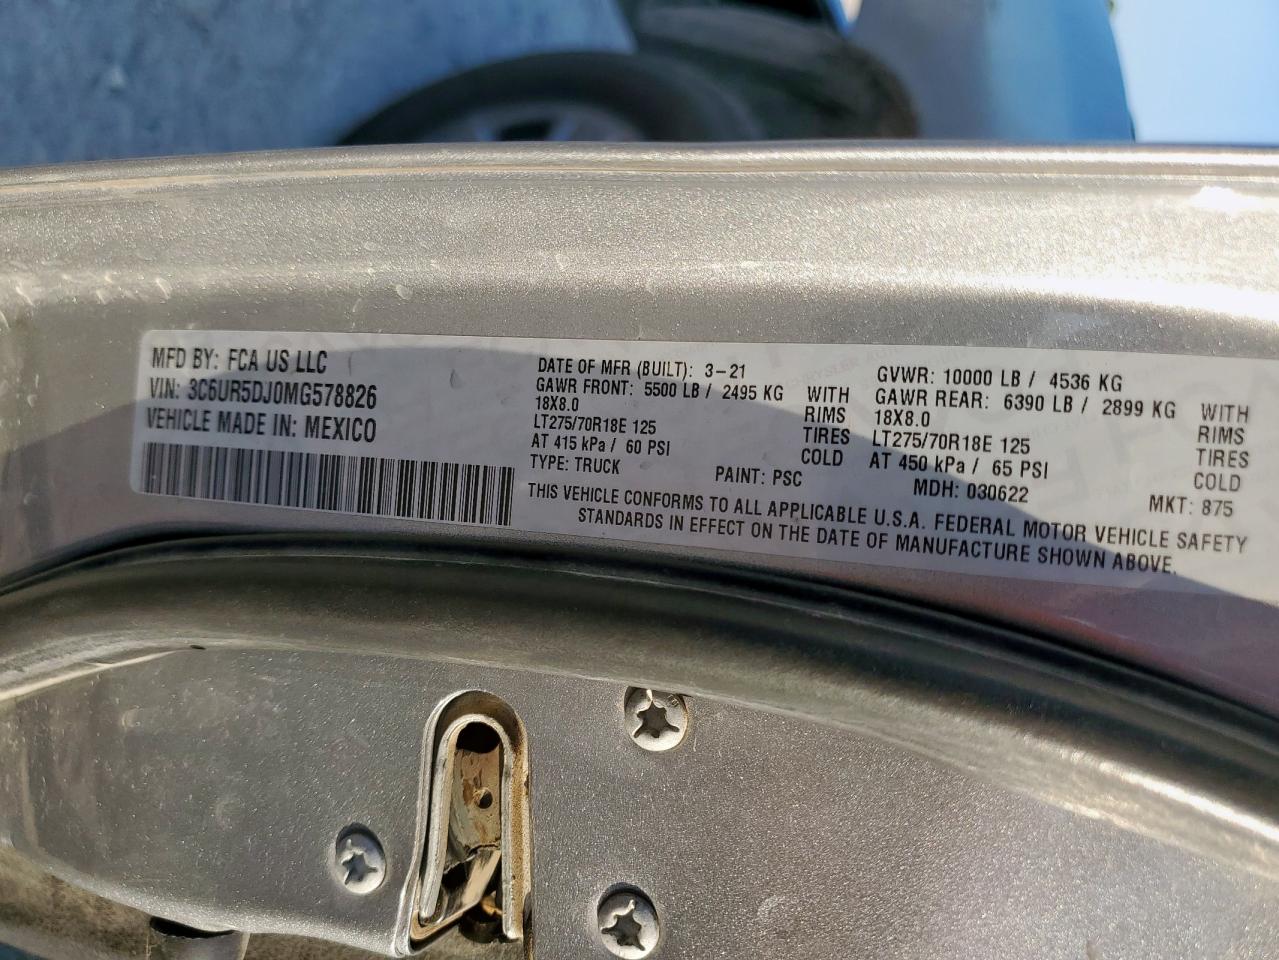 MFD BY: FCA US LLC
VIN: 3C6UR5DJ0MG578826
VEHICLE MADE IN: MEXICO
DATE OF MFR (BUILT): 3-21
GAWR FRONT: 5500 LB / 2495 KG WITH
18X8.0 RIMS
LT275/70R18E 125 TIRES
AT 415 kPa / 60 PSI COLD
TYPE: TRUCK PAINT: PSC
GVWR: 10000 LB / 4536 KG
GAWR REAR: 6390 LB / 2899 KG WITH
18X8.0 RIMS
LT275/70R18E 125 TIRES
AT 450 kPa / 65 PSI COLD
MDH: 030622 MKT: 875
THIS VEHICLE CONFORMS TO ALL APPLICABLE U.S.A. FEDERAL MOTOR VEHICLE SAFETY
STANDARDS IN EFFECT ON THE DATE OF MANUFACTURE SHOWN ABOVE.